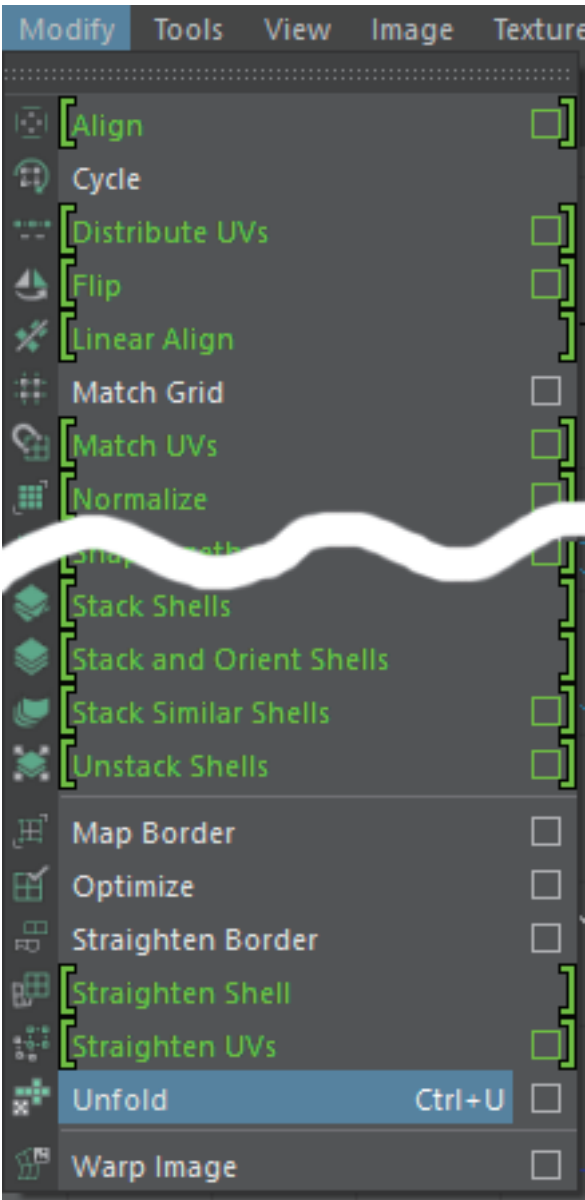 Modify Tools View Image Texture
Align
Cycle
Distribute UVs
Flip
Linear Align
Match Grid
Match UVs
Normalize
Stack Shells
Stack and Orient Shells
Stack Similar Shells
Unstack Shells
Map Border
Optimize
Straighten Border
Straighten Shell
Straighten UVs
Unfold Ctrl+U
Warp Image